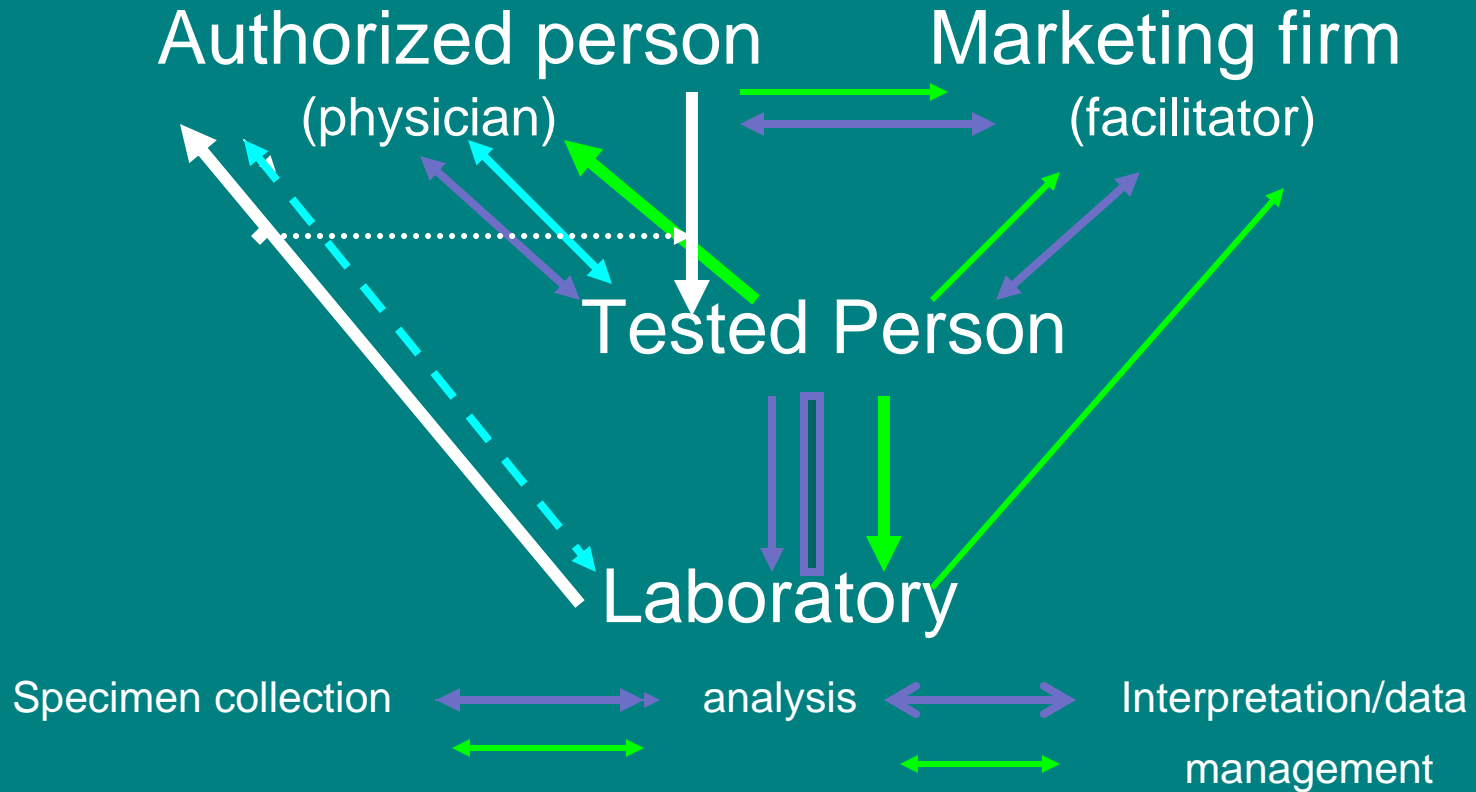 Authorized person Marketing firm
(physician) (facilitator)
Tested Person
Laboratory
Specimen collection analysis Interpretation/data
management